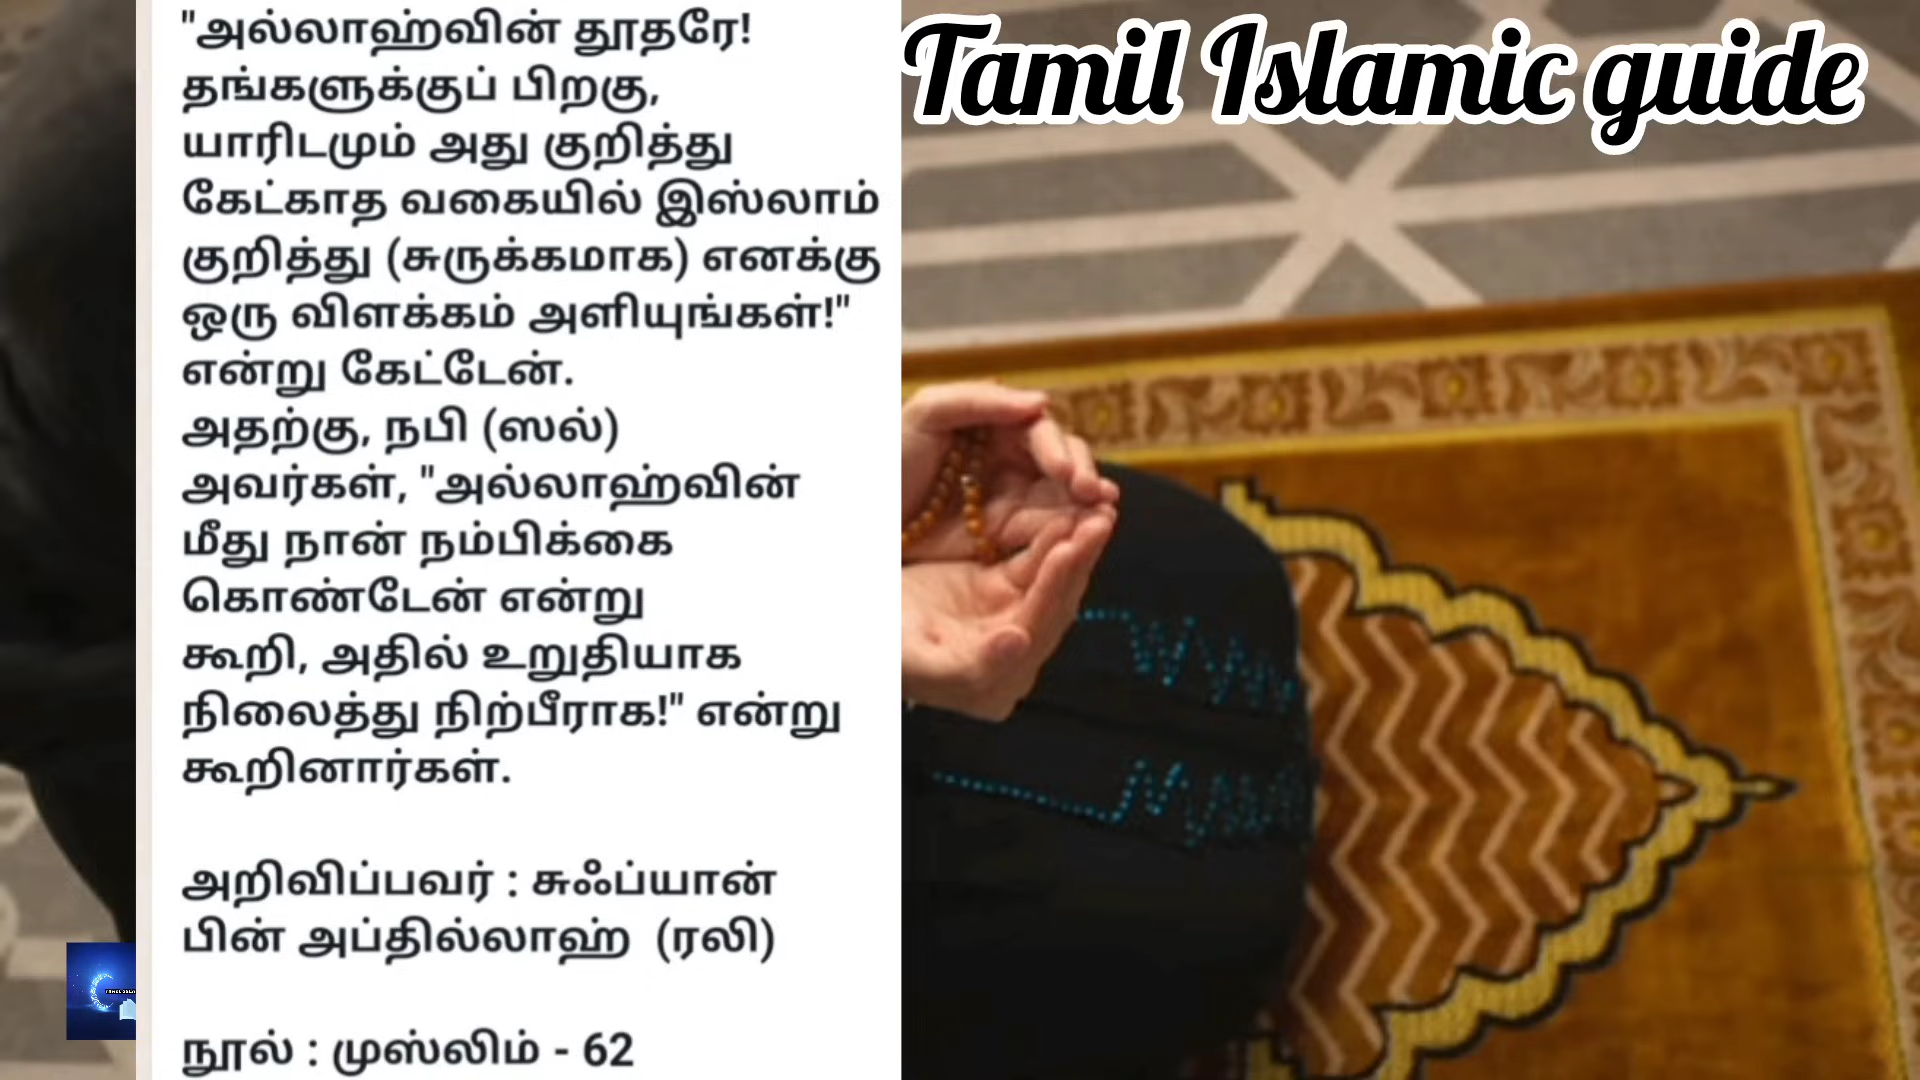 "அல்லாஹ்வின் தூதரே!
தங்களுக்குப் பிறகு,
யாரிடமும் அது குறித்து
கேட்காத வகையில் இஸ்லாம்
குறித்து (சுருக்கமாக) எனக்கு
ஒரு விளக்கம் அளியுங்கள்!"
என்று கேட்டேன்.
அதற்கு, நபி (ஸல்)
அவர்கள், "அல்லாஹ்வின்
மீது நான் நம்பிக்கை
கொண்டேன் என்று
கூறி, அதில் உறுதியாக
நிலைத்து நிற்பீராக!" என்று
கூறினார்கள்.
அறிவிப்பவர் : சுஃப்யான்
பின் அப்தில்லாஹ் (ரலி)
நூல் : முஸ்லிம் - 62
Tamil Islamic guide